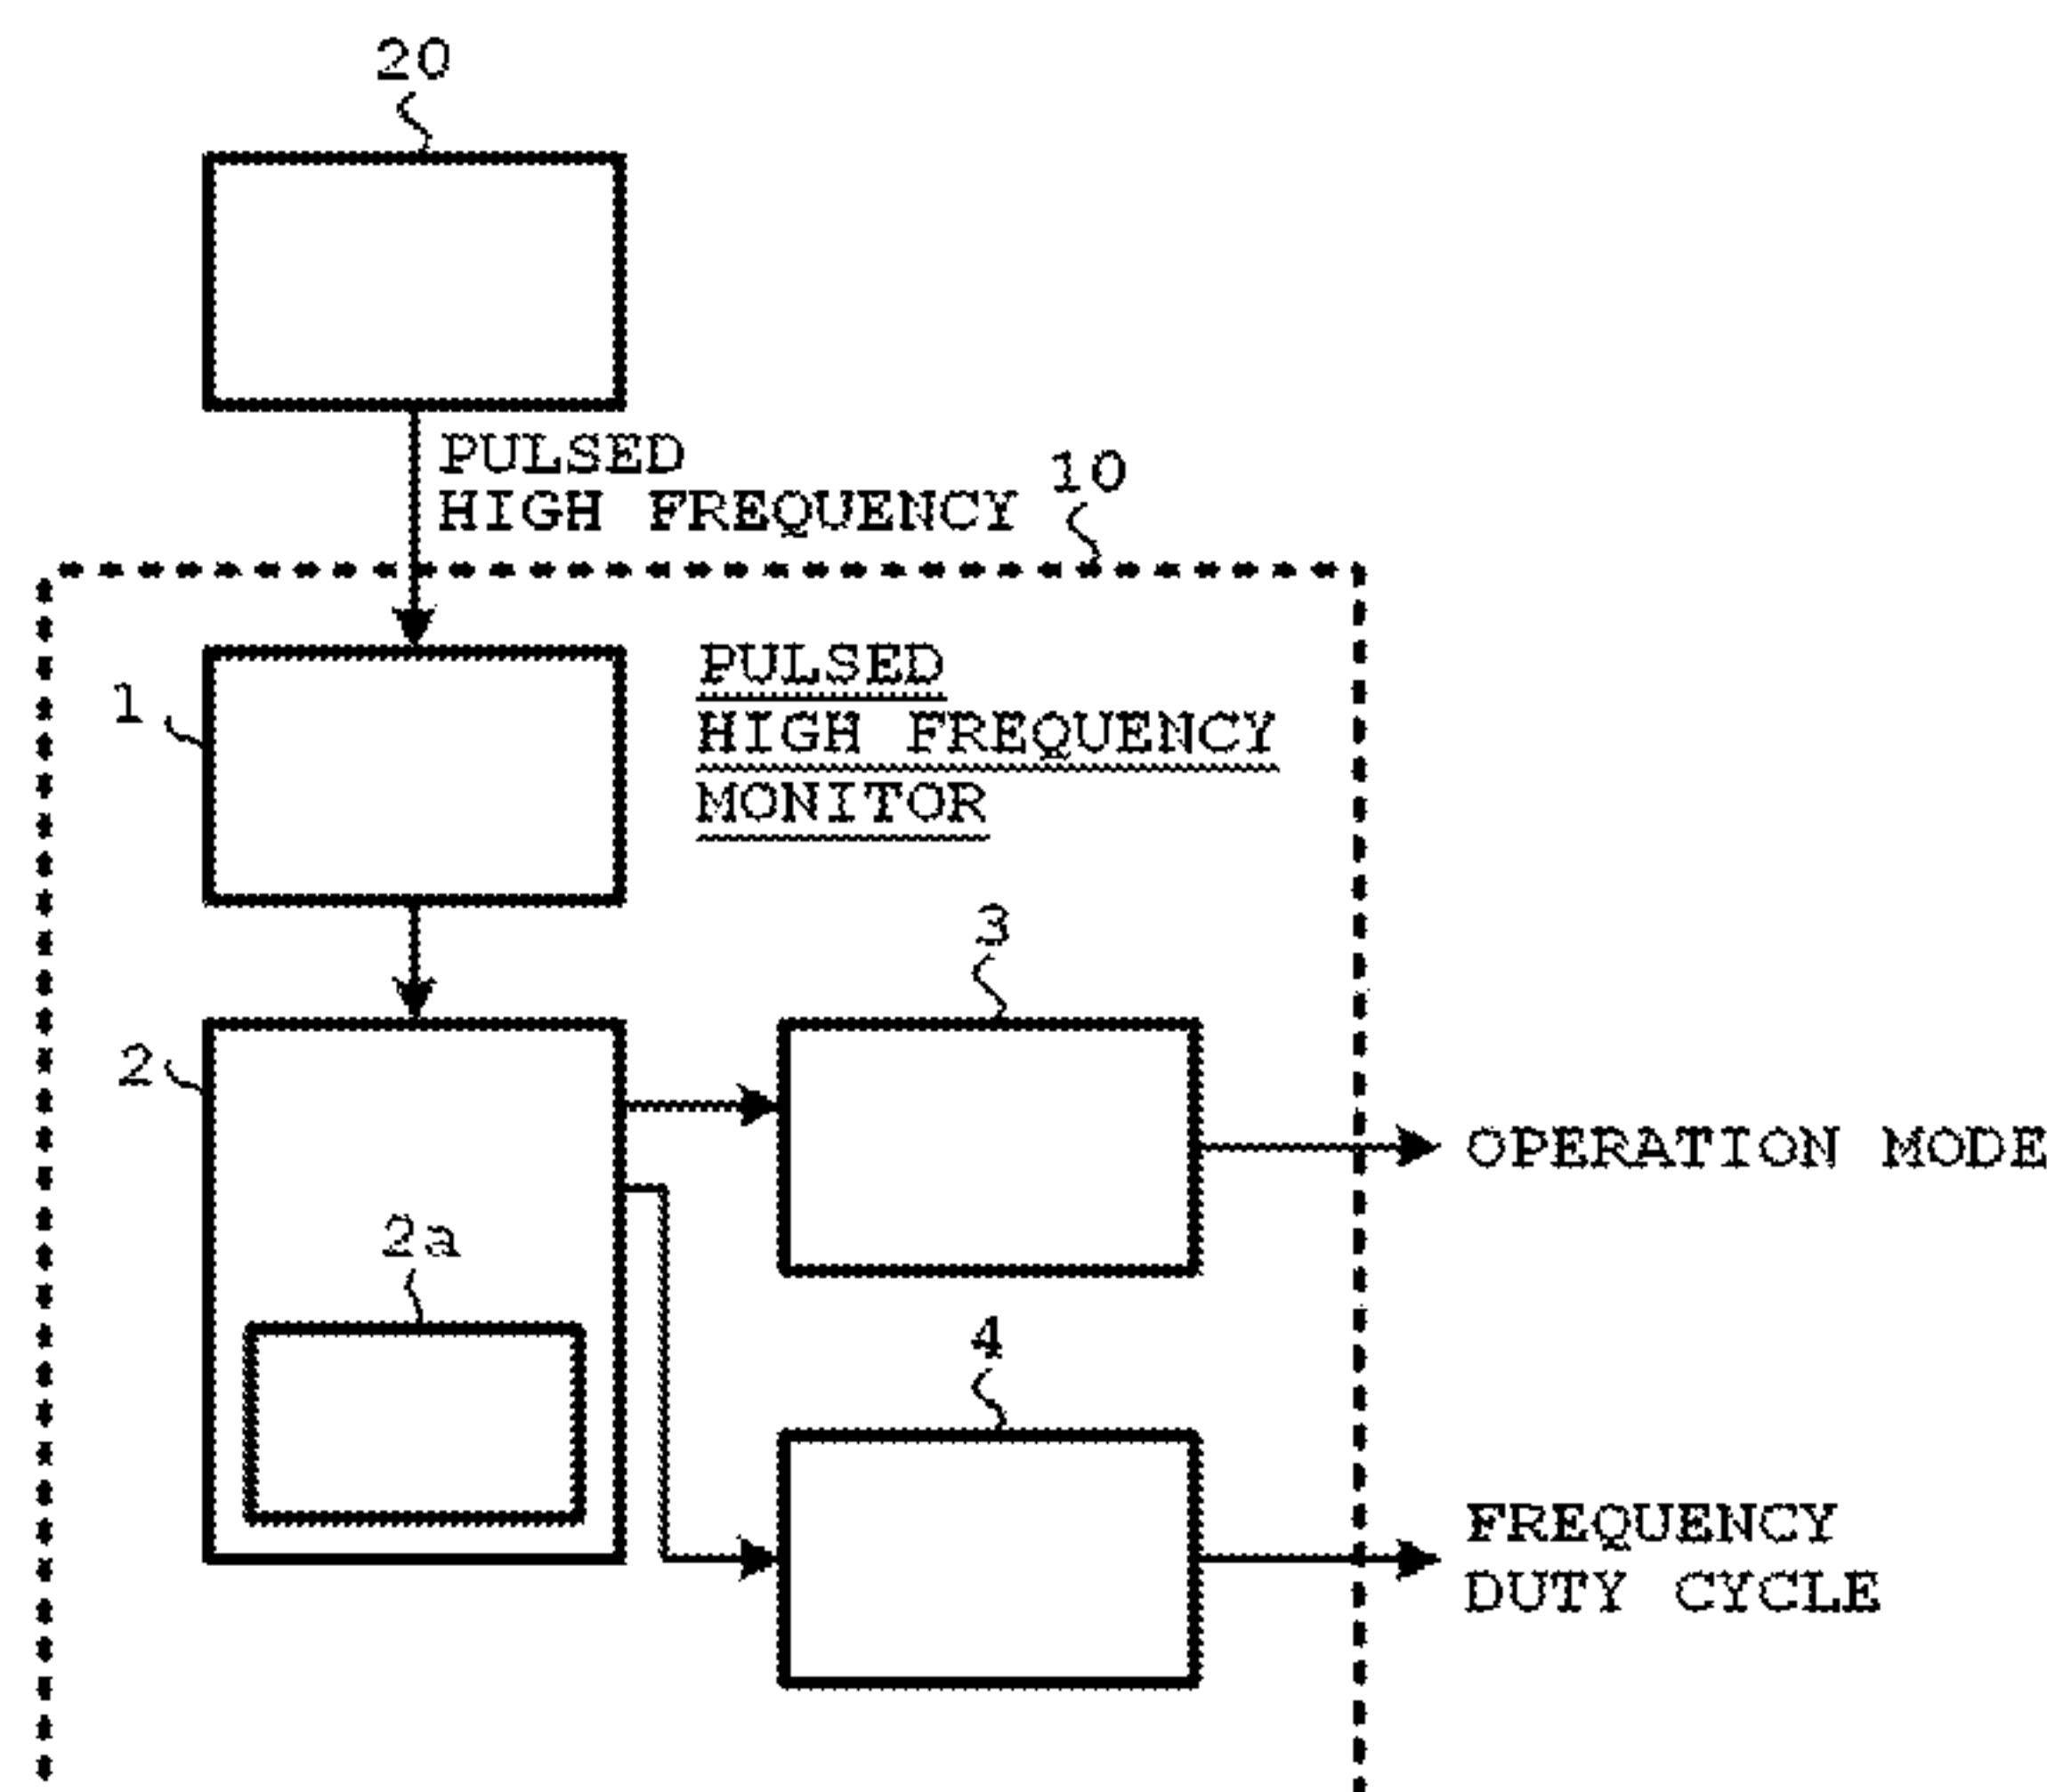 20
PULSED
HIGH FREQUENCY
10
PULSED
HIGH FREQUENCY
MONITOR
1
3
2
OPERATION MODE
2a
4
FREQUENCY
DUTY CYCLE